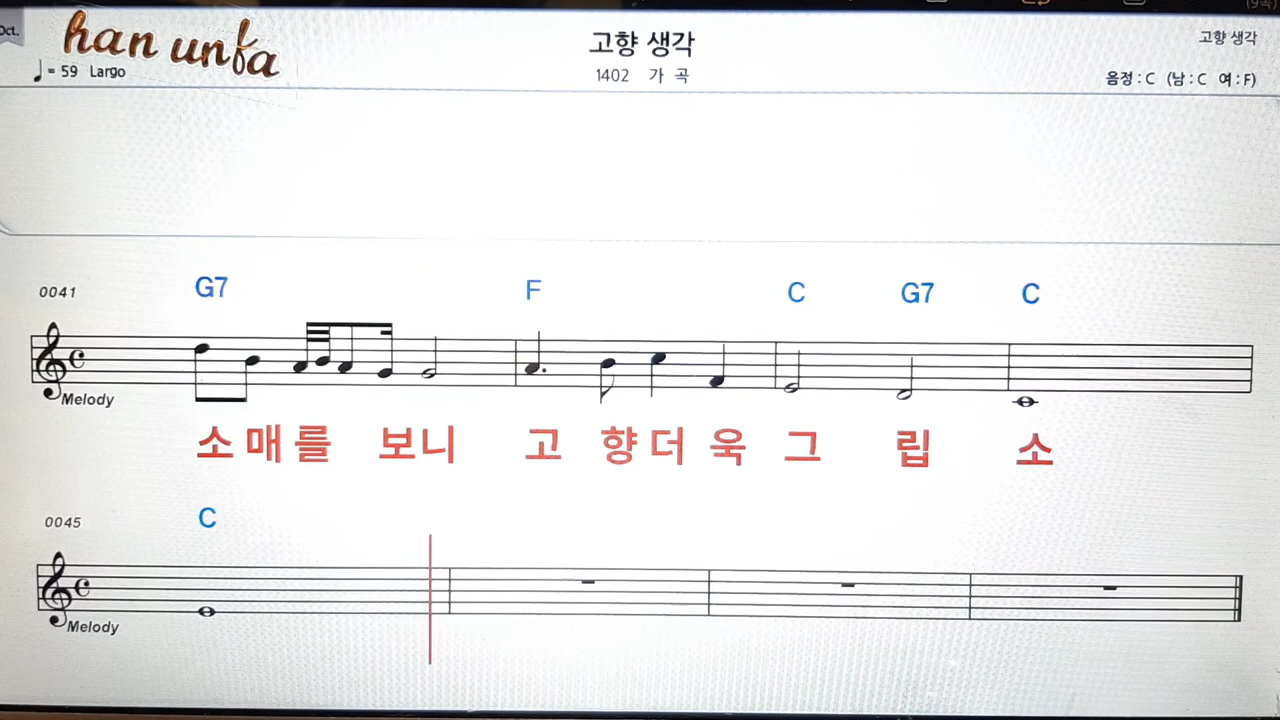 Oct.
han unfa
고향 생각
고향 생각
♩ = 59 Largo
1402 가 곡
음정 : C (남 : C 여 : F)
0041
G7 F C G7 C
Melody
소 매 를 보 니 고 향 더 욱 그 립 소
0045
C
Melody